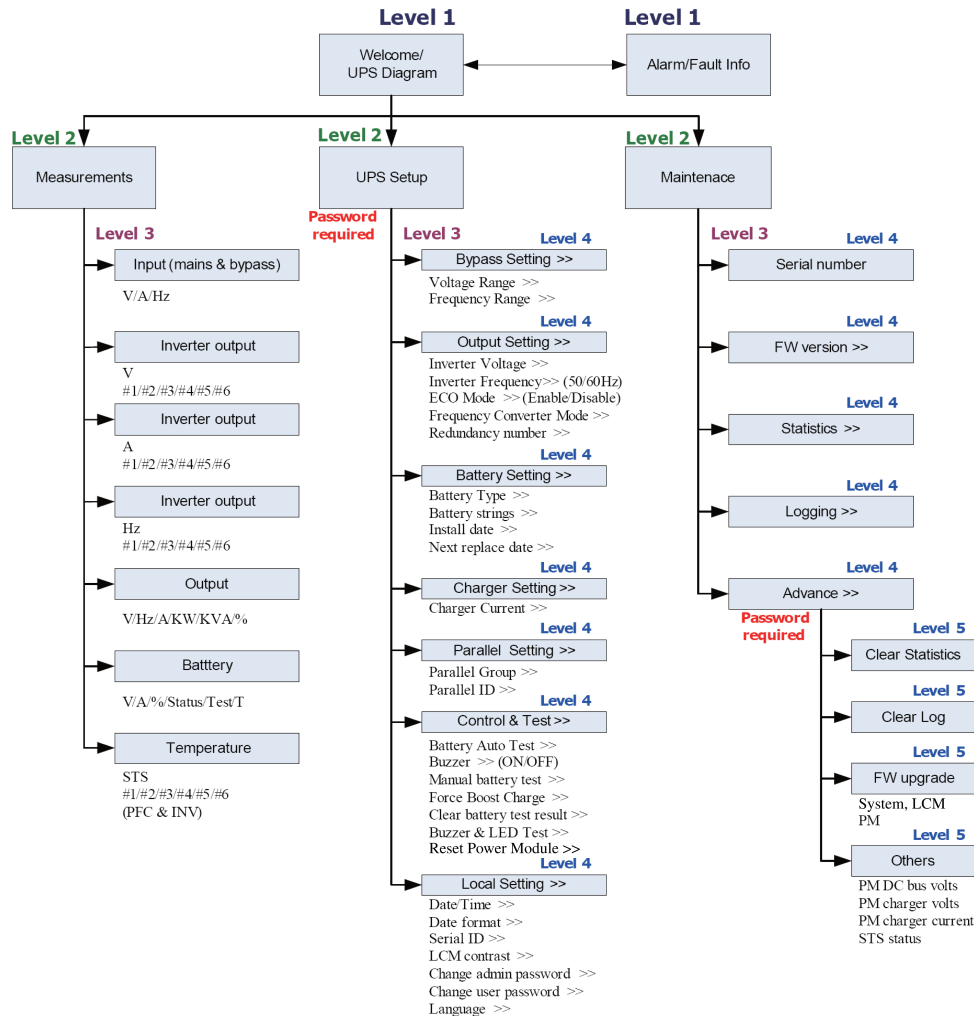 Level 1
Level 1
Welcome/
UPS Diagram
Alarm/Fault Info
Level 2
Measurements
Level 3
Input (mains & bypass)
V/A/Hz
Inverter output
V
#1/#2/#3/#4/#5/#6
Inverter output
A
#1/#2/#3/#4/#5/#6
Inverter output
Hz
#1/#2/#3/#4/#5/#6
Output
V/Hz/A/KW/KVA/%
Batttery
V/A/%/Status/Test/T
Temperature
STS
#1/#2/#3/#4/#5/#6
(PFC & INV)
Level 2
UPS Setup
Password
required
Level 3
Level 4
Bypass Setting >>
Voltage Range >>
Frequency Range >>
Level 4
Output Setting >>
Inverter Voltage >>
Inverter Frequency>> (50/60Hz)
ECO Mode >> (Enable/Disable)
Frequency Converter Mode >>
Redundancy number >>
Level 4
Battery Setting >>
Battery Type >>
Battery strings >>
Install date >>
Next replace date >>
Level 4
Charger Setting >>
Charger Current >>
Level 4
Parallel Setting >>
Parallel Group >>
Parallel ID >>
Level 4
Control & Test >>
Battery Auto Test >>
Buzzer >> (ON/OFF)
Manual battery test >>
Force Boost Charge >>
Clear battery test result >>
Buzzer & LED Test >>
Reset Power Module >>
Level 4
Local Setting >>
Date/Time >>
Date format >>
Serial ID >>
LCM contrast >>
Change admin password >>
Change user password >>
Language >>
Level 2
Maintenace
Level 3
Level 4
Serial number
Level 4
FW version >>
Level 4
Statistics >>
Level 4
Logging >>
Level 4
Advance >>
Password
required
Level 5
Clear Statistics
Level 5
Clear Log
Level 5
FW upgrade
System, LCM
PM
Level 5
Others
PM DC bus volts
PM charger volts
PM charger current
STS status